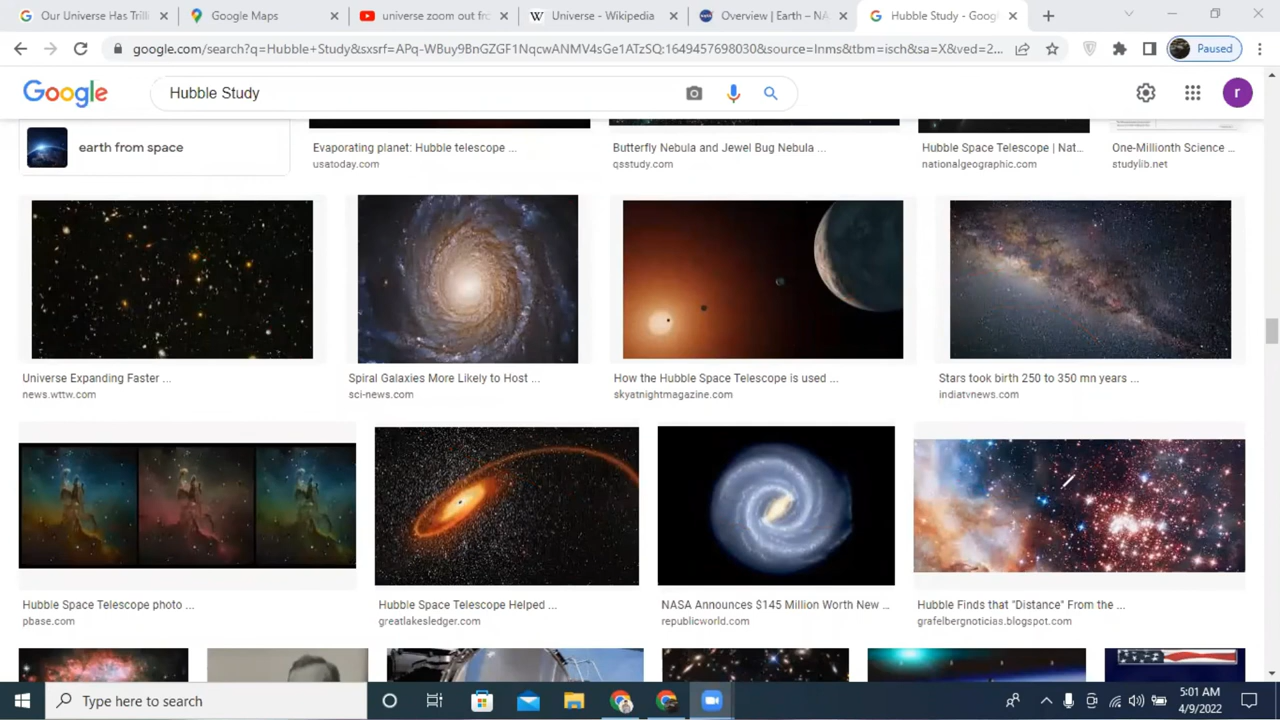 Our Universe Has Trilli
Google Maps
universe zoom out fro
Universe - Wikipedia
Overview | Earth – NA
Hubble Study - Googl
google.com/search?q=Hubble+Study&sxsrf=APq-WBuy9BnGZGF1NqcwANMV4sGe1ATzSQ:1649457698030&source=lnms&tbm=isch&sa=X&ved=2...
Paused
Google
Hubble Study
r
earth from space
Evaporating planet: Hubble telescope ...
usatoday.com
Butterfly Nebula and Jewel Bug Nebula ...
qsstudy.com
Hubble Space Telescope | Nat...
nationalgeographic.com
One-Millionth Science ...
studylib.net
Universe Expanding Faster ...
news.wttw.com
Spiral Galaxies More Likely to Host ...
sci-news.com
How the Hubble Space Telescope is used ...
skyatnightmagazine.com
Stars took birth 250 to 350 mn years ...
indiatvnews.com
Hubble Space Telescope photo ...
pbase.com
Hubble Space Telescope Helped ...
greatlakesledger.com
NASA Announces $145 Million Worth New ...
republicworld.com
Hubble Finds that "Distance" From the ...
grafelbergnoticias.blogspot.com
Type here to search
5:01 AM
4/9/2022